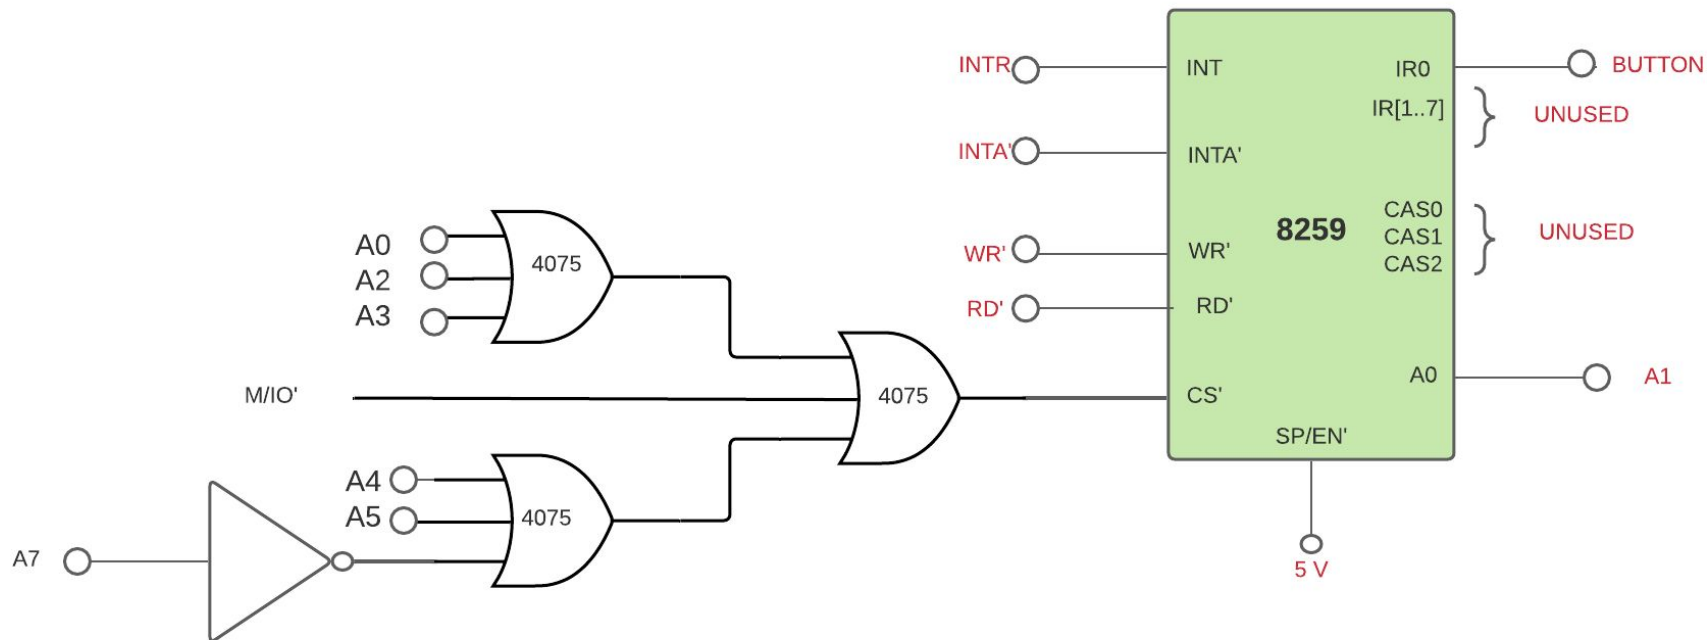 INTR
INT
IR0
BUTTON
IR[1..7]
UNUSED
INTA'
INTA'
A0
A2
A3
4075
8259
CAS0
CAS1
CAS2
UNUSED
WR'
WR'
RD'
RD'
M/IO'
4075
CS'
A0
A1
SP/EN'
A4
A5
4075
A7
5 V